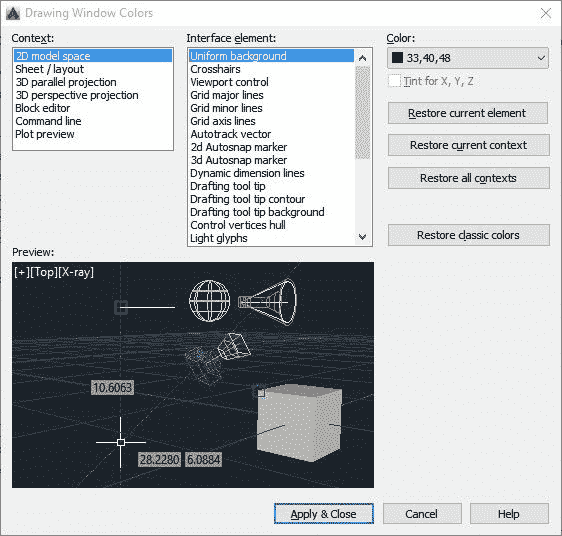 Drawing Window Colors
Context:
2D model space
Sheet / layout
3D parallel projection
3D perspective projection
Block editor
Command line
Plot preview
Interface element:
Uniform background
Crosshairs
Viewport control
Grid major lines
Grid minor lines
Grid axis lines
Autotrack vector
2d Autosnap marker
3d Autosnap marker
Dynamic dimension lines
Drafting tool tip
Drafting tool tip contour
Drafting tool tip background
Control vertices hull
Light glyphs
Color:
33,40,48
Tint for X, Y, Z
Restore current element
Restore current context
Restore all contexts
Restore classic colors
Preview:
[+][Top][X-ray]
10.6063
28.2280 6.0884
Apply & Close
Cancel
Help